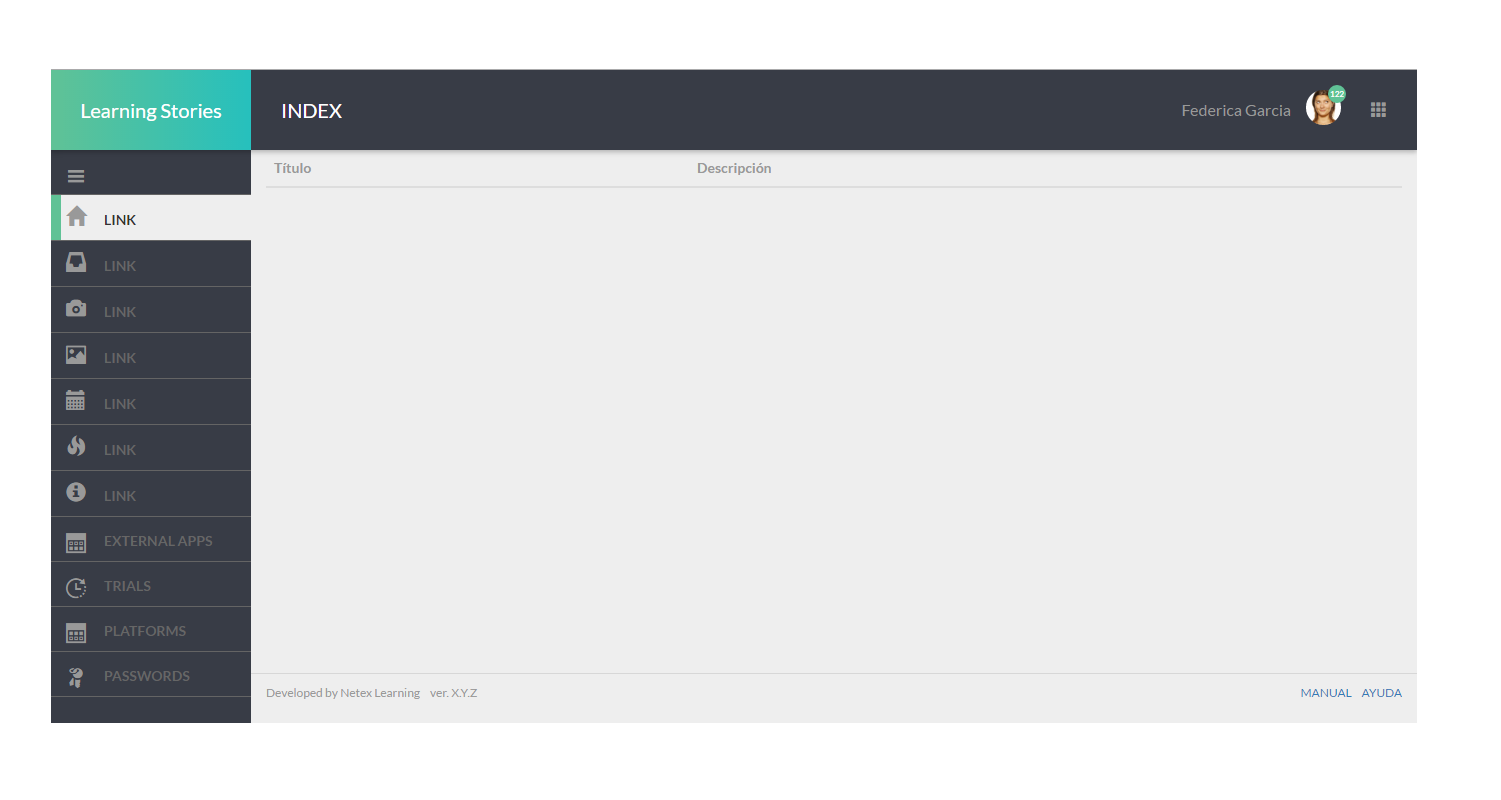 Learning Stories
INDEX
Federica Garcia
122
Título
Descripción
LINK
LINK
LINK
LINK
LINK
LINK
LINK
EXTERNAL APPS
TRIALS
PLATFORMS
PASSWORDS
Developed by Netex Learning ver. X.Y.Z
MANUAL AYUDA